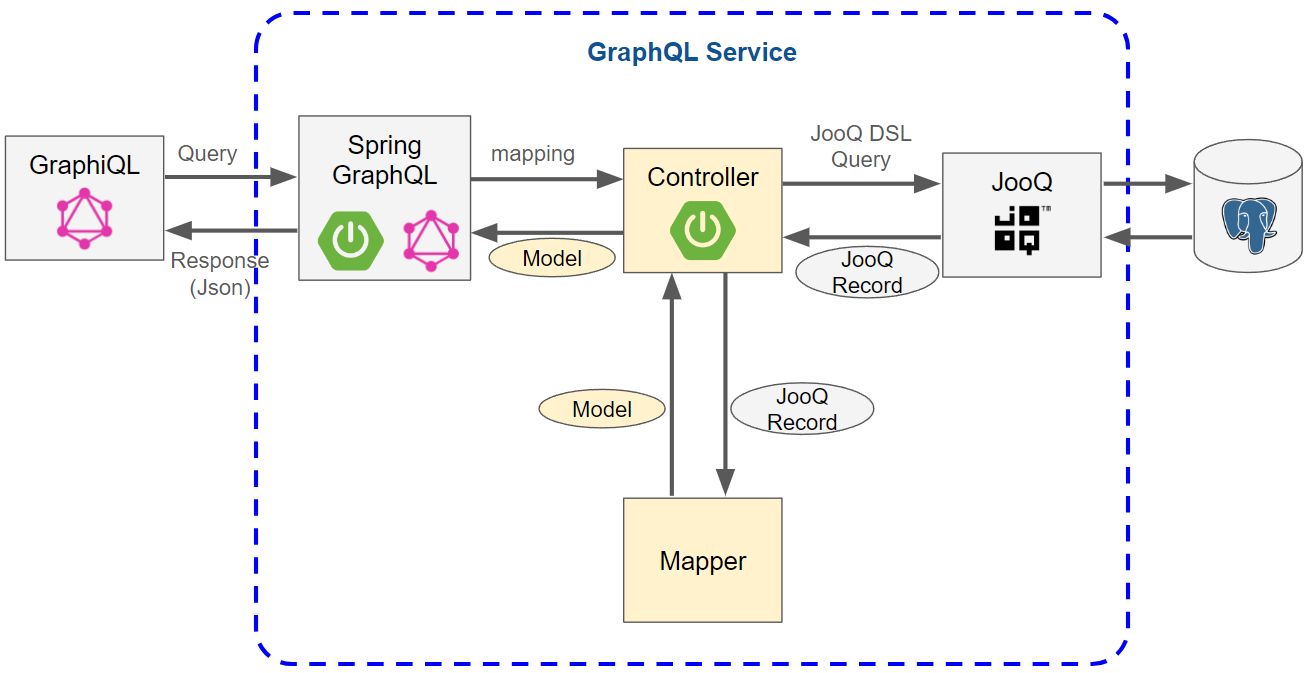 GraphQL Service
GraphiQL
Query
Response
(Json)
Spring
GraphQL
mapping
Model
Controller
JooQ DSL
Query
JooQ
Record
JooQ
JOOQ™
Model
JooQ
Record
Mapper